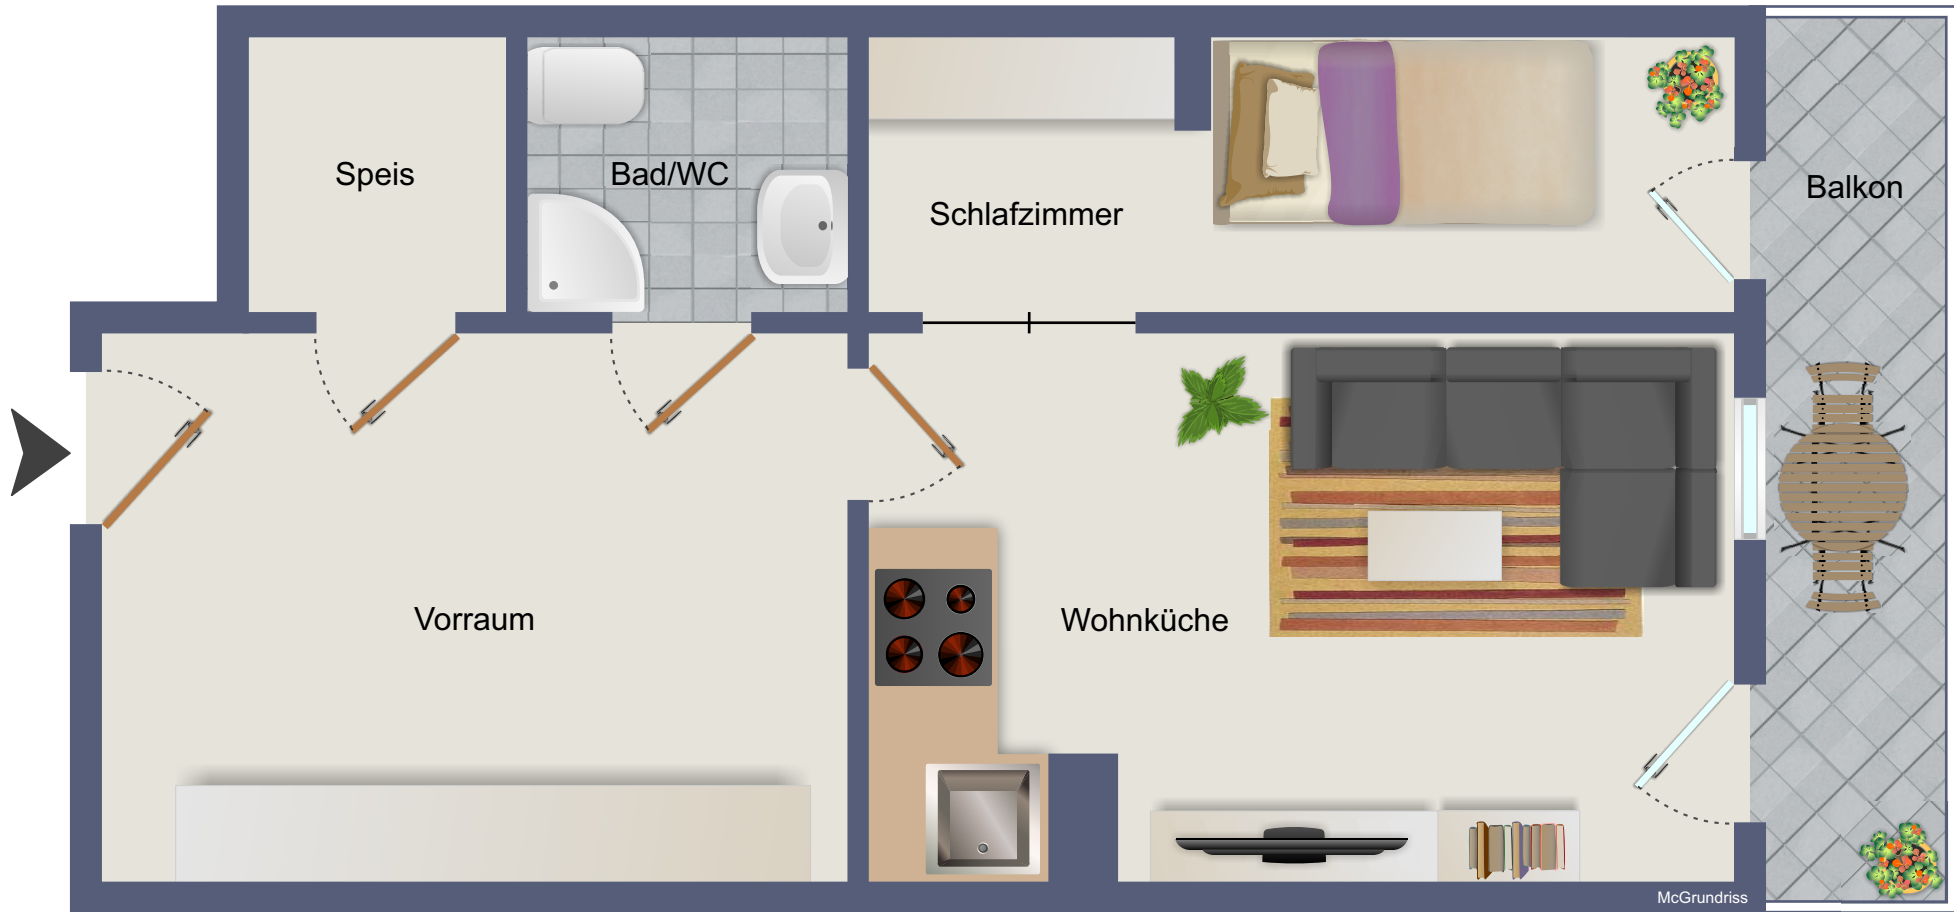 Speis
Bad/WC
Schlafzimmer
Balkon
Vorraum
Wohnküche
McGrundriss